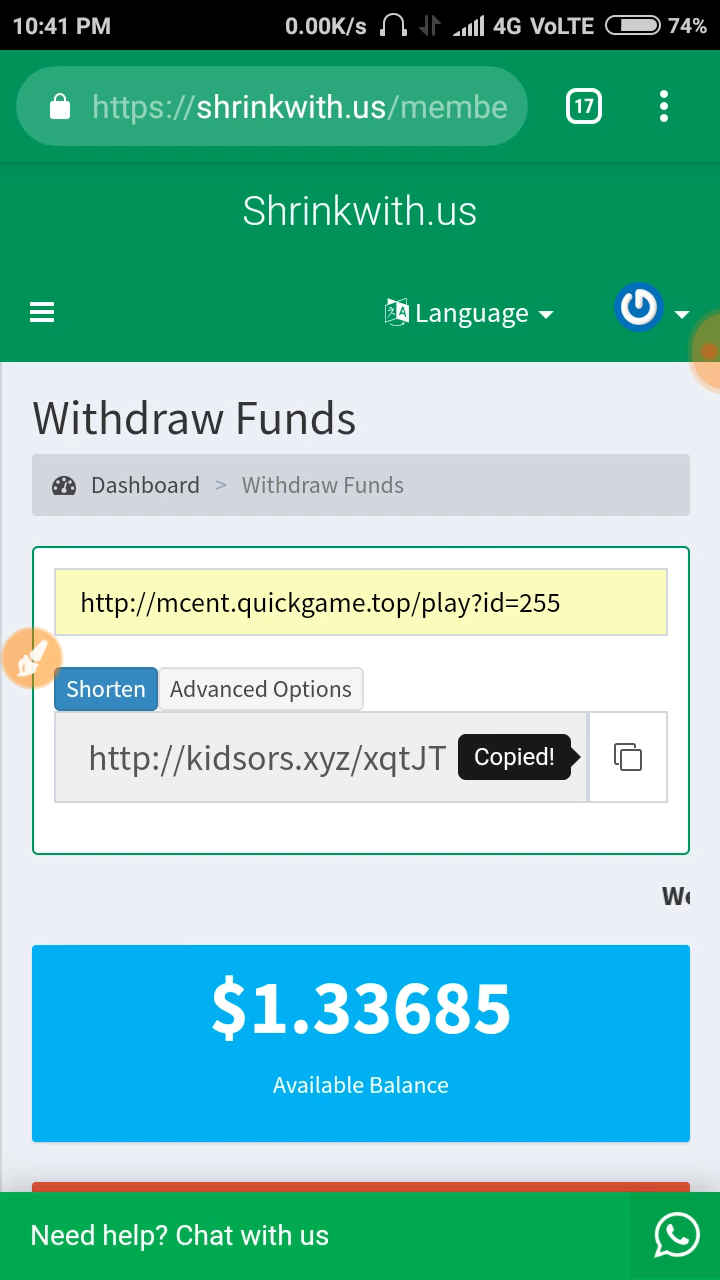 10:41 PM 0.00K/s 4G VoLTE 74%
https://shrinkwith.us/membe 17
Shrinkwith.us
Language
Withdraw Funds
Dashboard > Withdraw Funds
http://mcent.quickgame.top/play?id=255
Shorten Advanced Options
http://kidsors.xyz/xqtJT Copied!
$1.33685
Available Balance
Need help? Chat with us